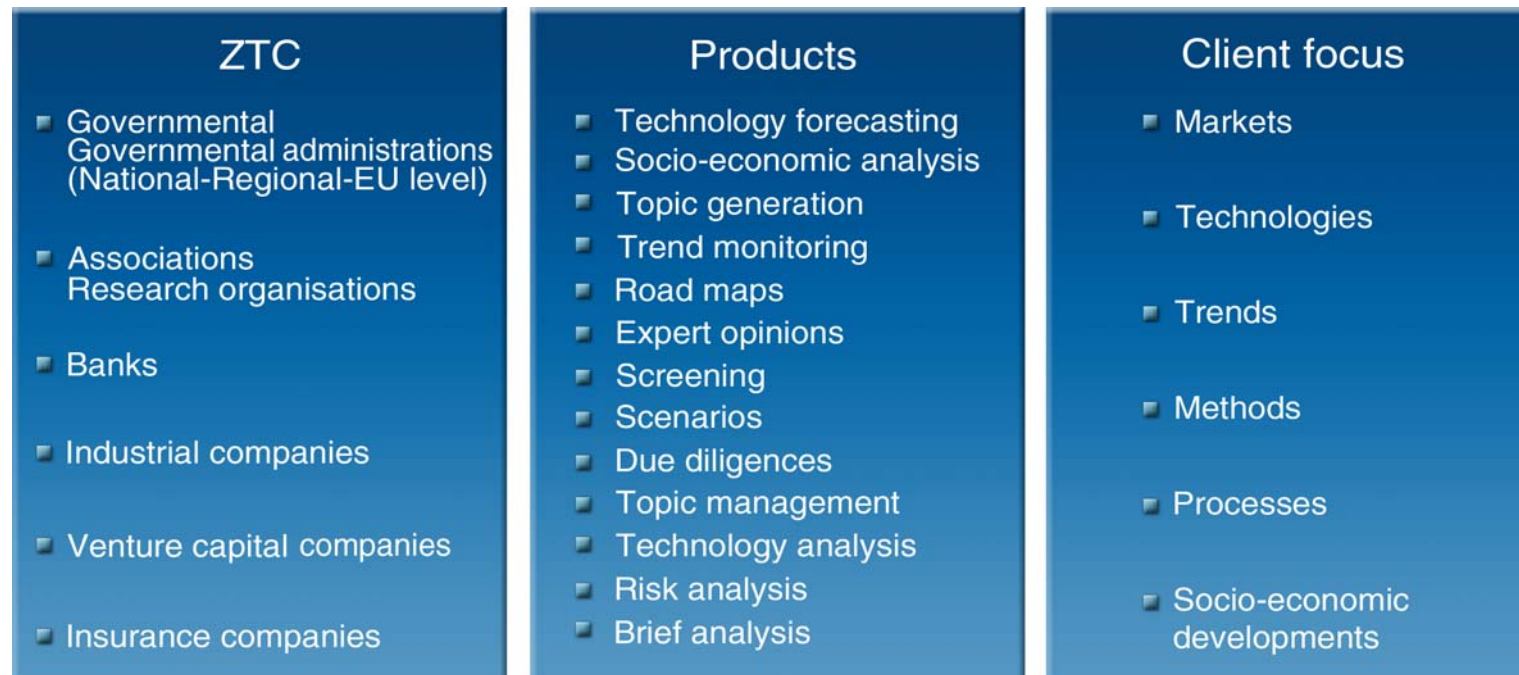 ZTC
Governmental
Governmental administrations
(National-Regional-EU level)
Associations
Research organisations
Banks
Industrial companies
Venture capital companies
Insurance companies
Products
Technology forecasting
Socio-economic analysis
Topic generation
Trend monitoring
Road maps
Expert opinions
Screening
Scenarios
Due diligences
Topic management
Technology analysis
Risk analysis
Brief analysis
Client focus
Markets
Technologies
Trends
Methods
Processes
Socio-economic
developments